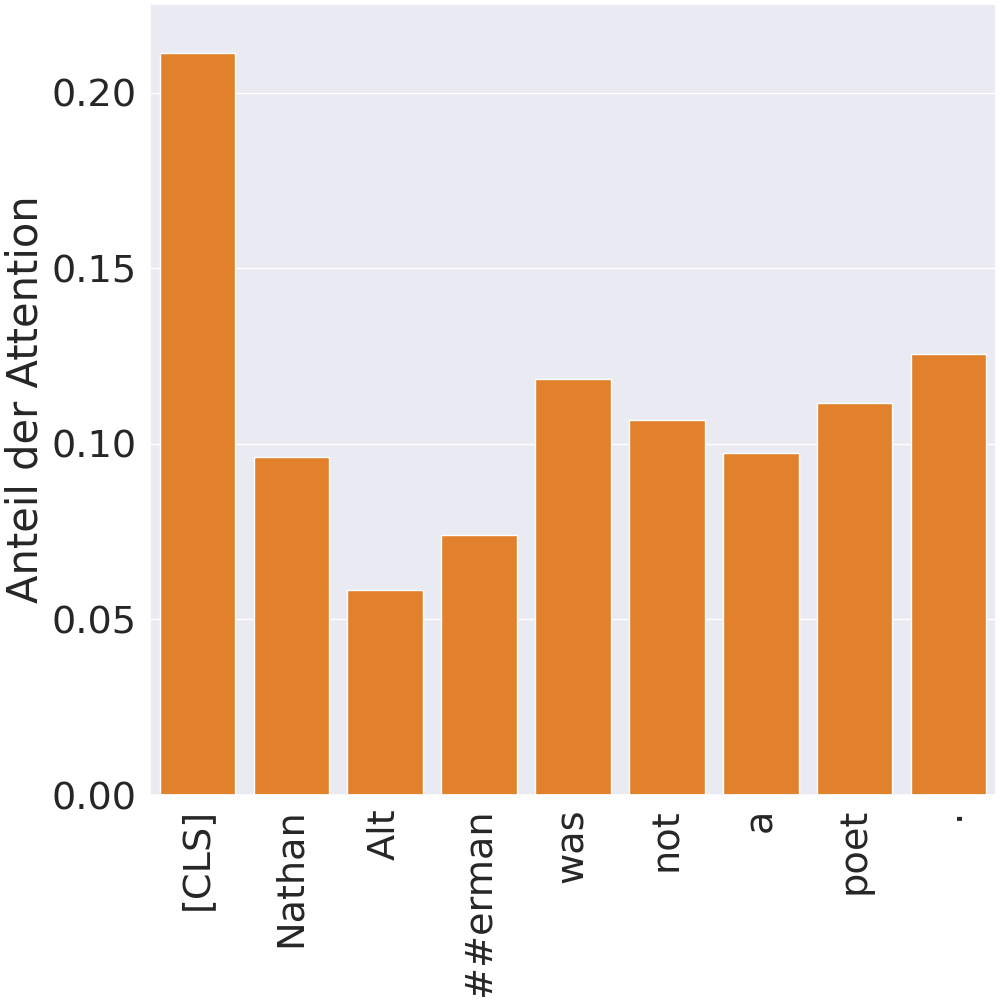 Anteil der Attention
0.20
0.15
0.10
0.05
0.00
[CLS]
Nathan
Alt
##erman
was
not
a
poet
.